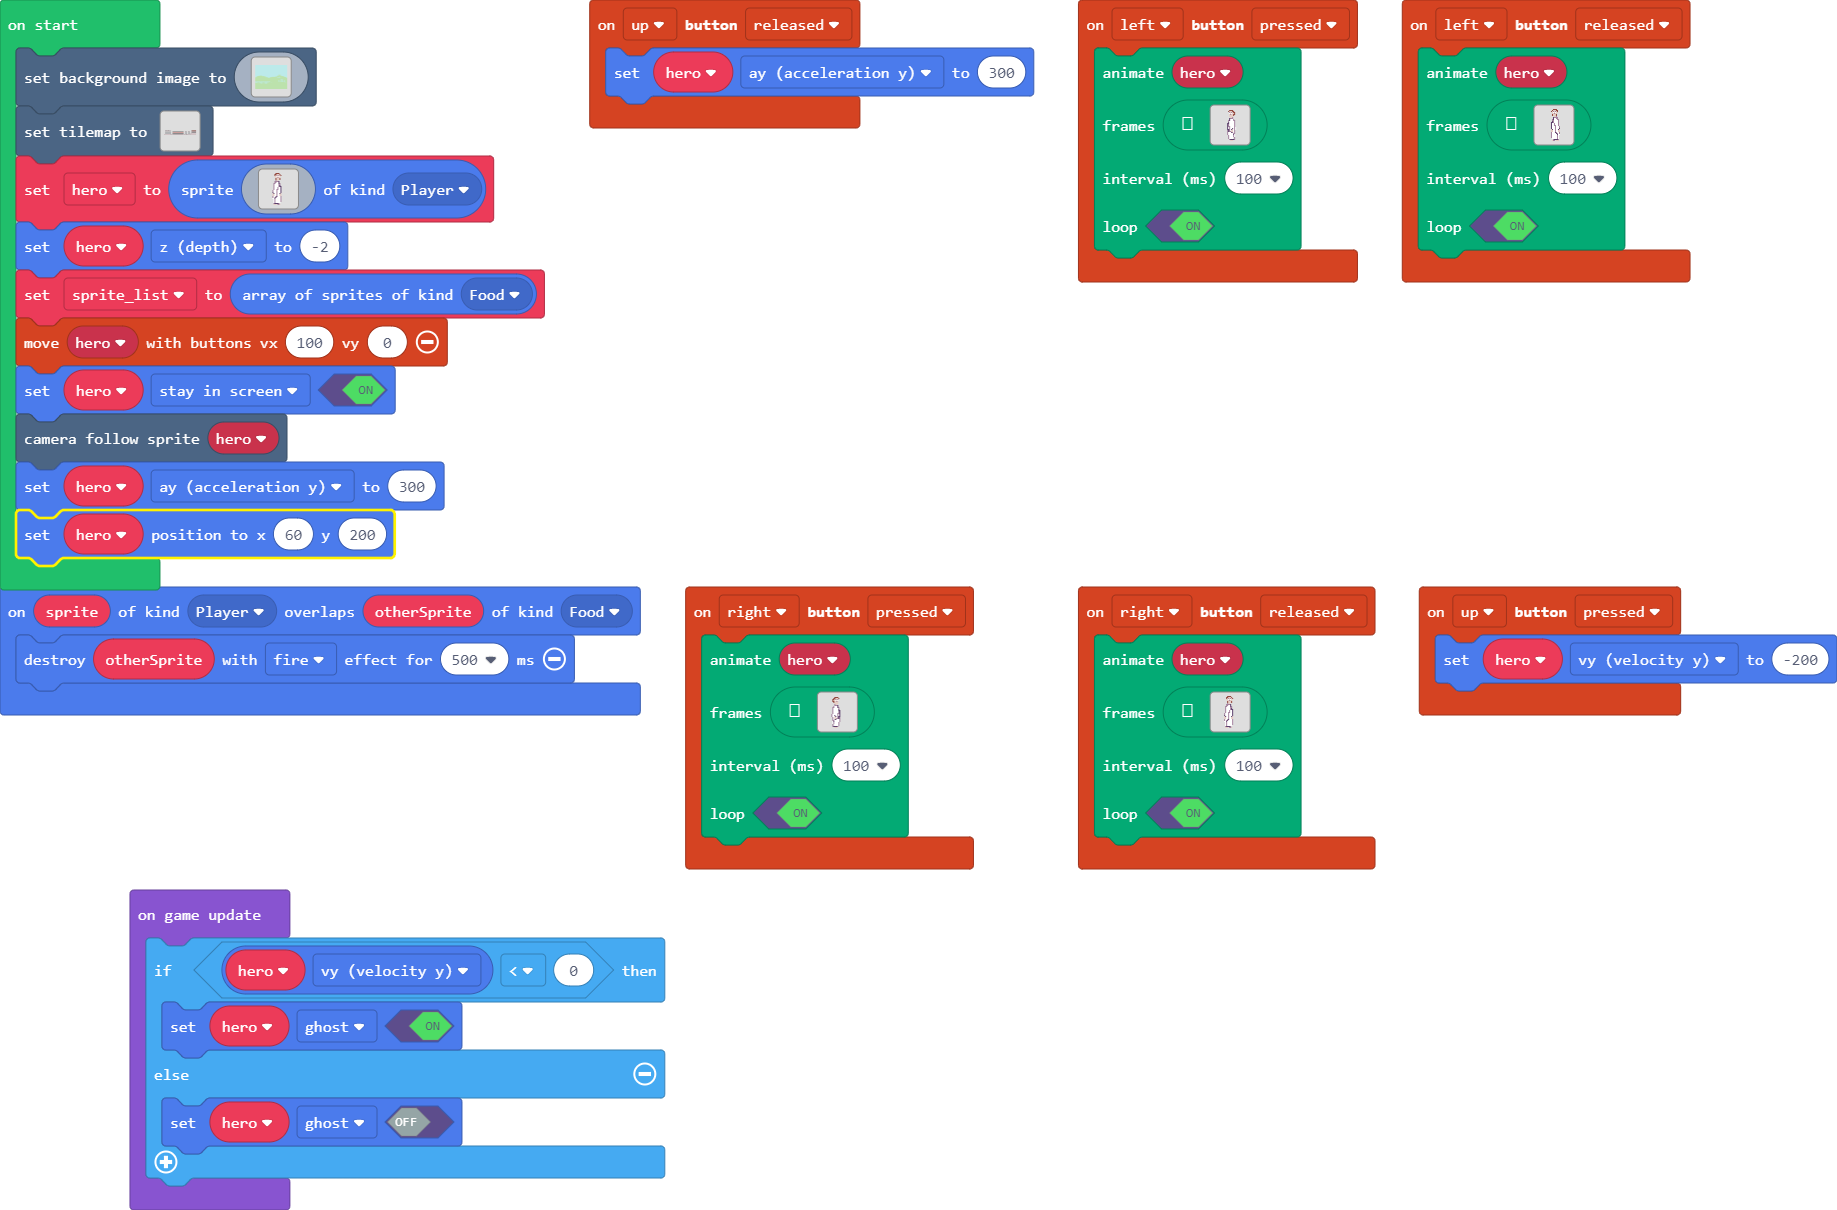 on start
set background image to
set tilemap to
set hero to sprite of kind Player
set hero z (depth) to -2
set sprite_list to array of sprites of kind Food
move hero with buttons vx 100 vy 0
set hero stay in screen ON
camera follow sprite hero
set hero ay (acceleration y) to 300
set hero position to x 60 y 200
on up button released
set hero ay (acceleration y) to 300
on left button pressed
animate hero
frames
interval (ms) 100
loop ON
on left button released
animate hero
frames
interval (ms) 100
loop ON
on sprite of kind Player overlaps otherSprite of kind Food
destroy otherSprite with fire effect for 500 ms
on right button pressed
animate hero
frames
interval (ms) 100
loop ON
on right button released
animate hero
frames
interval (ms) 100
loop ON
on up button pressed
set hero vy (velocity y) to -200
on game update
if hero vy (velocity y) < 0 then
set hero ghost ON
else
set hero ghost OFF